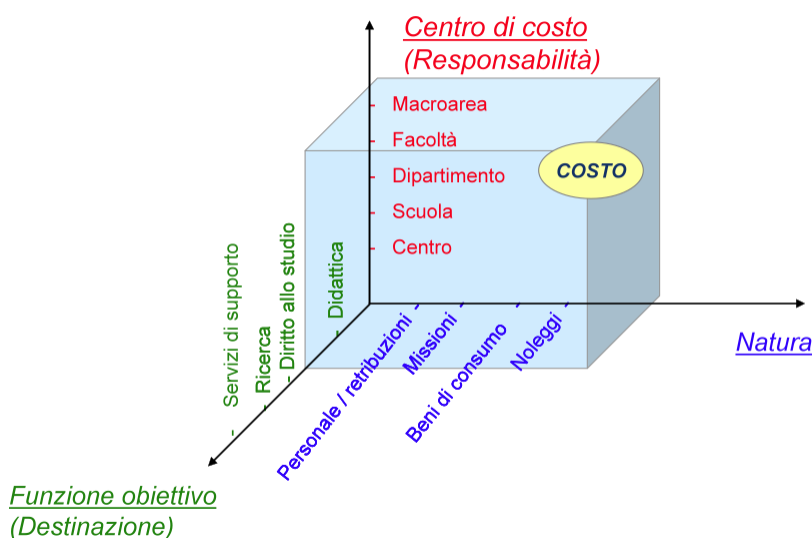 Centro di costo
(Responsabilità)
Macroarea
Facoltà
Dipartimento
Scuola
Centro
COSTO
Servizi di supporto
Ricerca
Diritto allo studio
Didattica
Personale / retribuzioni
Missioni
Beni di consumo
Noleggi
Natura
Funzione obiettivo
(Destinazione)